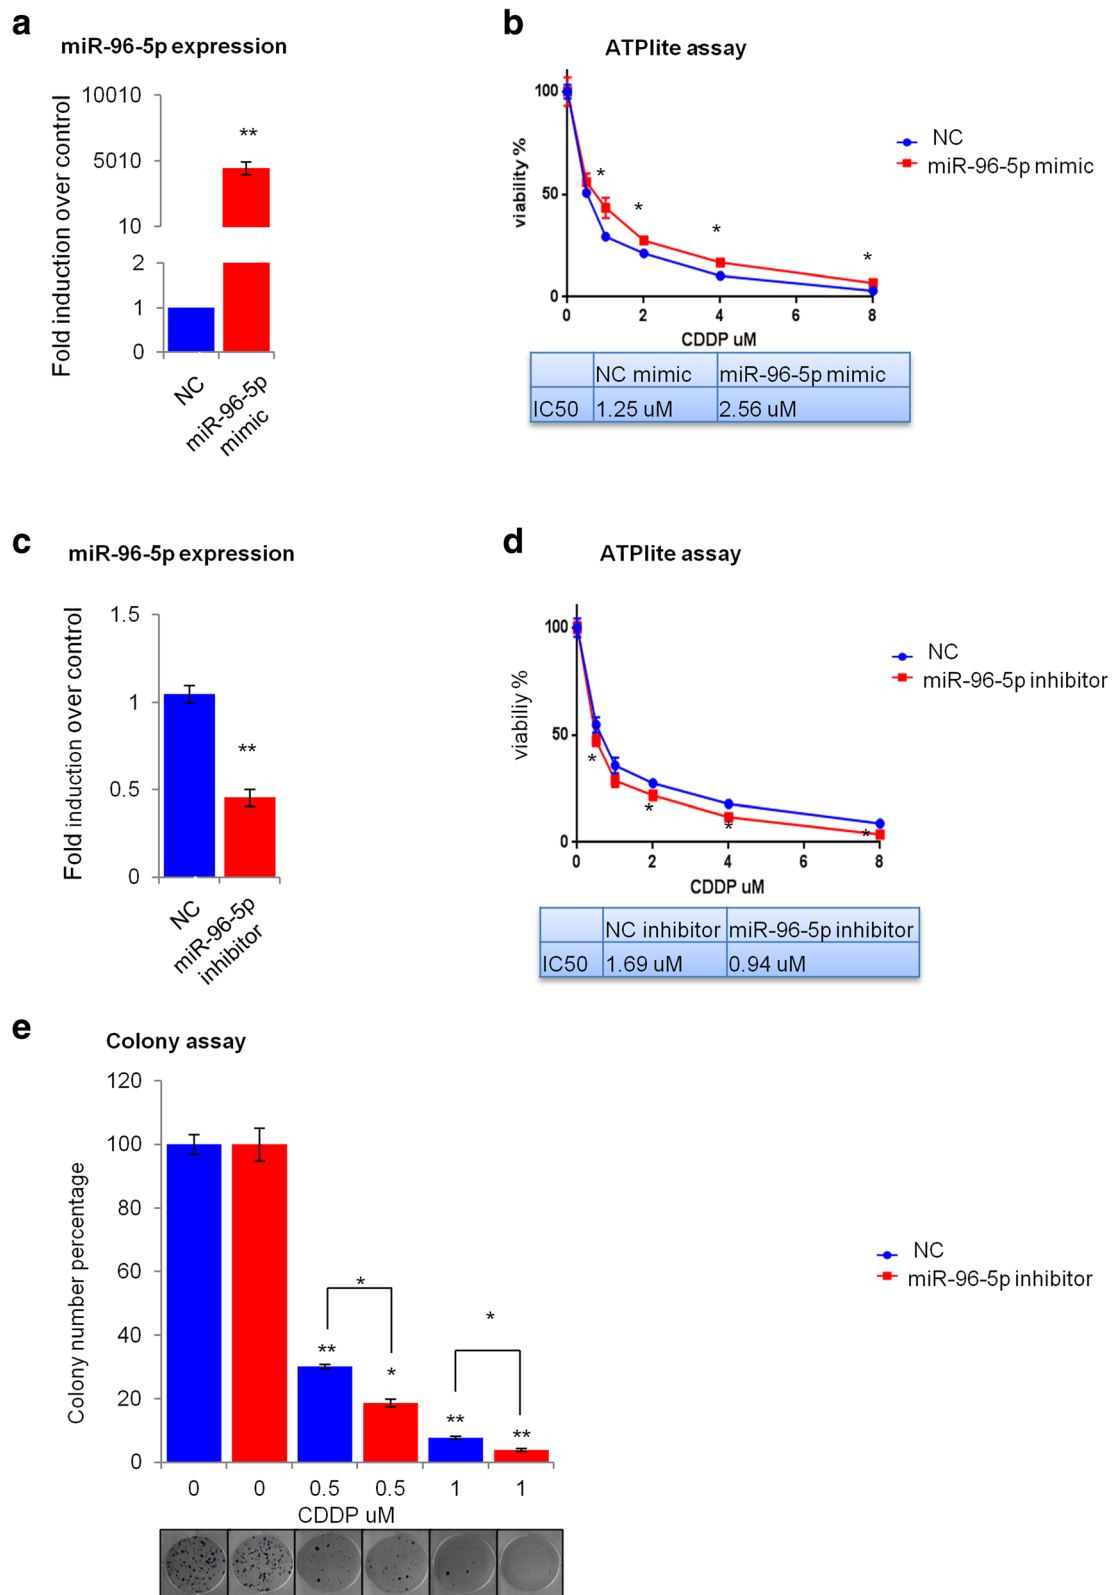 a
miR-96-5p expression
Fold induction over control
10010
5010
10
2
1
0
**
NC
miR-96-5p
mimic
b
ATPlite assay
viability %
100
50
0
*
*
*
*
0
2
4
6
8
CDDP uM
NC
miR-96-5p mimic
NC mimic
miR-96-5p mimic
IC50
1.25 uM
2.56 uM
c
miR-96-5p expression
Fold induction over control
1.5
1
0.5
0
**
NC
miR-96-5p
inhibitor
d
ATPlite assay
viabiliy %
100
50
0
*
*
*
*
0
2
4
6
8
CDDP uM
NC
miR-96-5p inhibitor
NC inhibitor
miR-96-5p inhibitor
IC50
1.69 uM
0.94 uM
e
Colony assay
Colony number percentage
120
100
80
60
40
20
0
*
**
*
*
**
**
0
0
0.5
0.5
1
1
CDDP uM
NC
miR-96-5p inhibitor